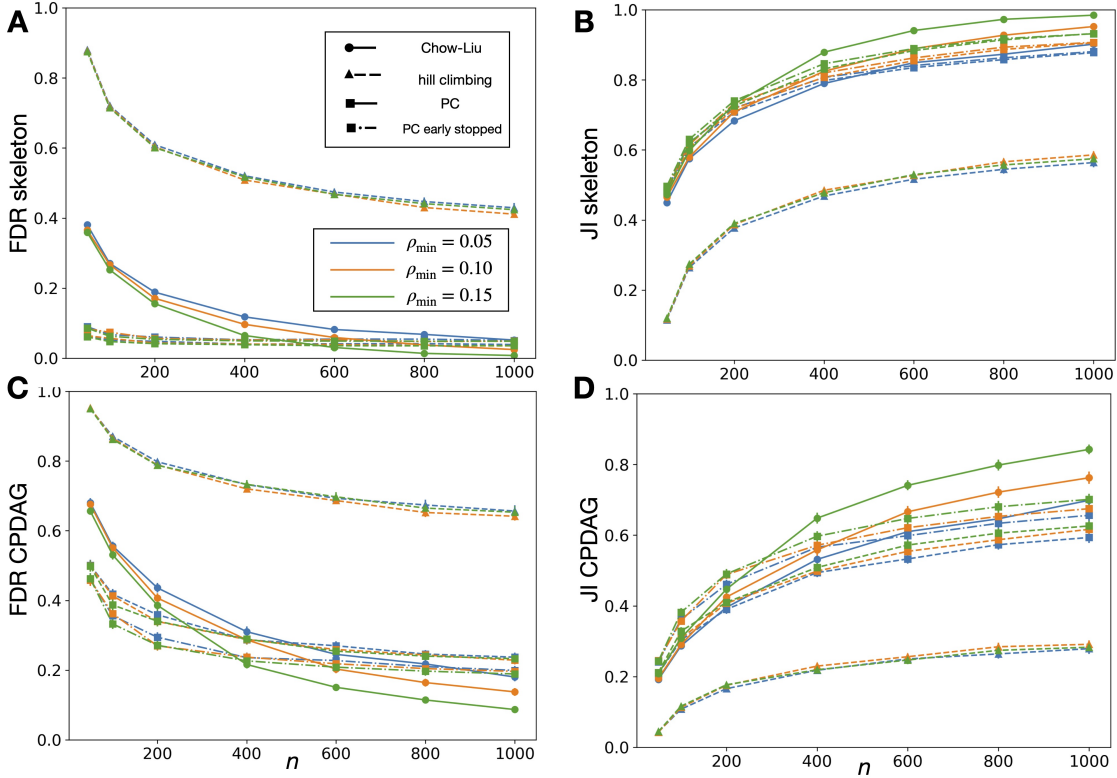 A
FDR skeleton
1.0
0.8
0.6
0.4
0.2
0.0
200
400
600
800
1000
Chow-Liu
hill climbing
PC
PC early stopped
ρmin = 0.05
ρmin = 0.10
ρmin = 0.15
B
JI skeleton
1.0
0.8
0.6
0.4
0.2
0.0
200
400
600
800
1000
C
FDR CPDAG
1.0
0.8
0.6
0.4
0.2
0.0
200
400
600
800
1000
n
D
JI CPDAG
1.0
0.8
0.6
0.4
0.2
0.0
200
400
600
800
1000
n